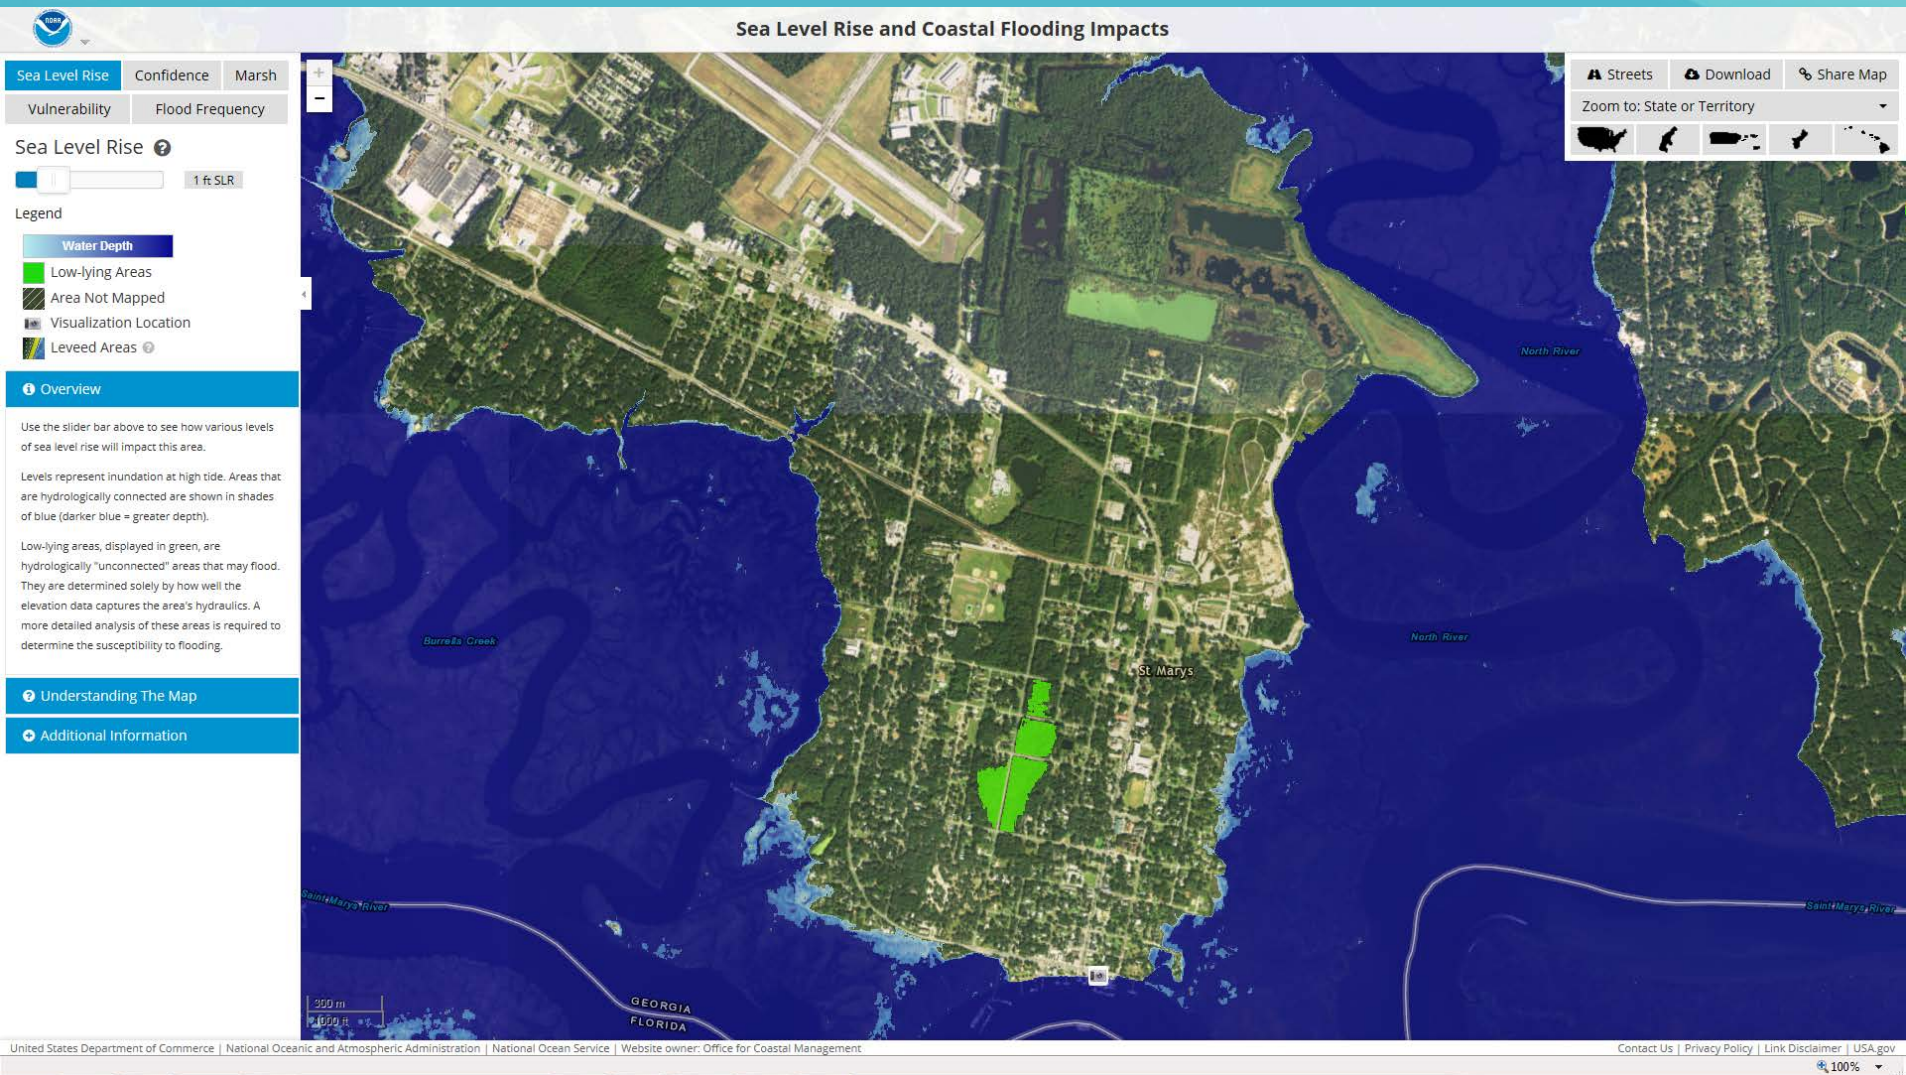 NOAA
Sea Level Rise and Coastal Flooding Impacts
Sea Level Rise
Confidence
Marsh
Vulnerability
Flood Frequency
Sea Level Rise
1 ft SLR
Legend
Water Depth
Low-lying Areas
Area Not Mapped
Visualization Location
Leveed Areas
Overview
Use the slider bar above to see how various levels
of sea level rise will impact this area.
Levels represent inundation at high tide. Areas that
are hydrologically connected are shown in shades
of blue (darker blue = greater depth).
Low-lying areas, displayed in green, are
hydrologically "unconnected" areas that may flood.
They are determined solely by how well the
elevation data captures the area's hydraulics. A
more detailed analysis of these areas is required to
determine the susceptibility to flooding.
Understanding The Map
Additional Information
+
−
Streets
Download
Share Map
Zoom to: State or Territory
North River
Burrells Creek
North River
St Marys
Saint Marys River
Saint Marys River
GEORGIA
FLORIDA
300 m
1000 ft
United States Department of Commerce | National Oceanic and Atmospheric Administration | National Ocean Service | Website owner: Office for Coastal Management
Contact Us | Privacy Policy | Link Disclaimer | USA.gov
100%